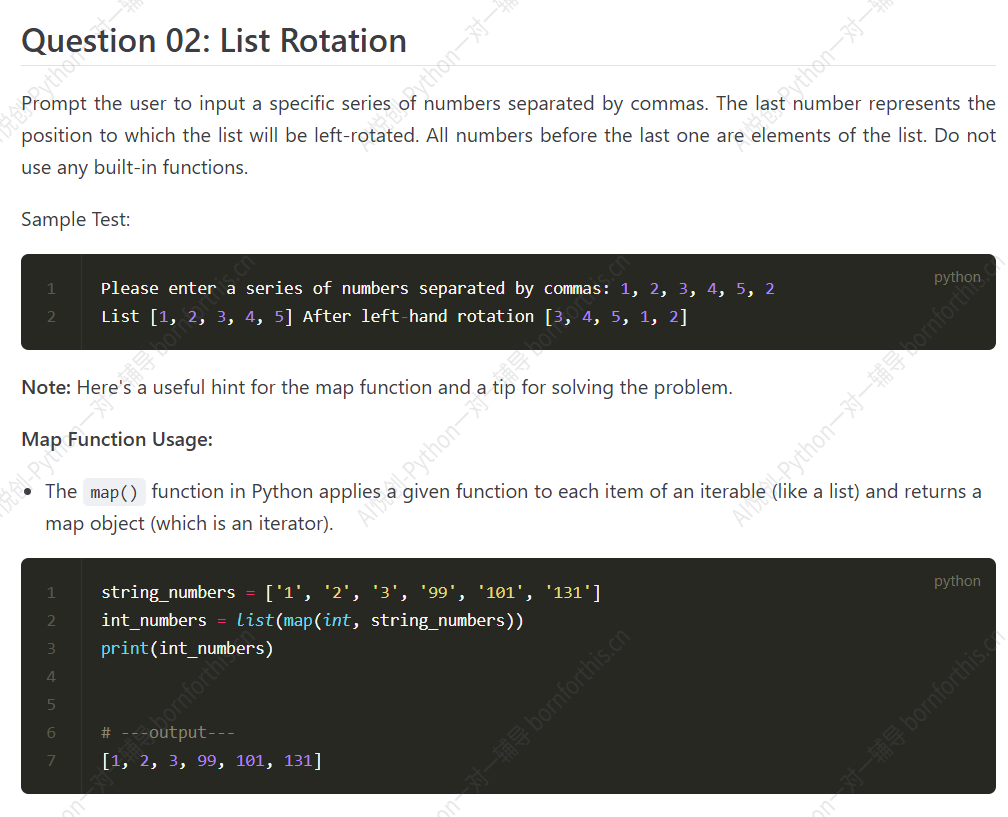 Question 02: List Rotation
Prompt the user to input a specific series of numbers separated by commas. The last number represents the
position to which the list will be left-rotated. All numbers before the last one are elements of the list. Do not
use any built-in functions.
Sample Test:
python
1 Please enter a series of numbers separated by commas: 1, 2, 3, 4, 5, 2
2 List [1, 2, 3, 4, 5] After left-hand rotation [3, 4, 5, 1, 2]
Note: Here's a useful hint for the map function and a tip for solving the problem.
Map Function Usage:
• The map() function in Python applies a given function to each item of an iterable (like a list) and returns a
map object (which is an iterator).
python
1 string_numbers = ['1', '2', '3', '99', '101', '131']
2 int_numbers = list(map(int, string_numbers))
3 print(int_numbers)
4
5
6 # ---output---
7 [1, 2, 3, 99, 101, 131]
AI悦创-Python一对一辅导 bornforthis.cn